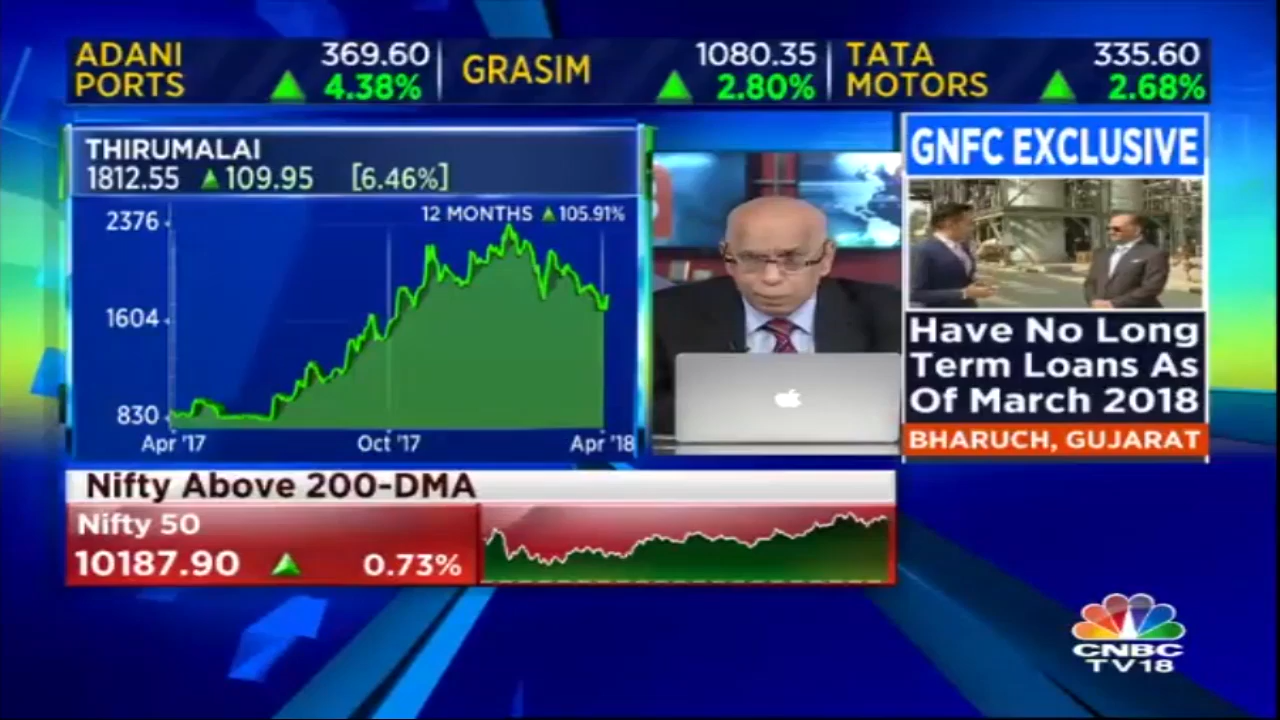 ADANI PORTS 369.60 4.38%
GRASIM 1080.35 2.80%
TATA MOTORS 335.60 2.68%
THIRUMALAI
1812.55 109.95 [6.46%]
12 MONTHS 105.91%
2376
1604
830
Apr '17 Oct '17 Apr '18
GNFC EXCLUSIVE
Have No Long
Term Loans As
Of March 2018
BHARUCH, GUJARAT
Nifty Above 200-DMA
Nifty 50
10187.90 0.73%
CNBC
TV18